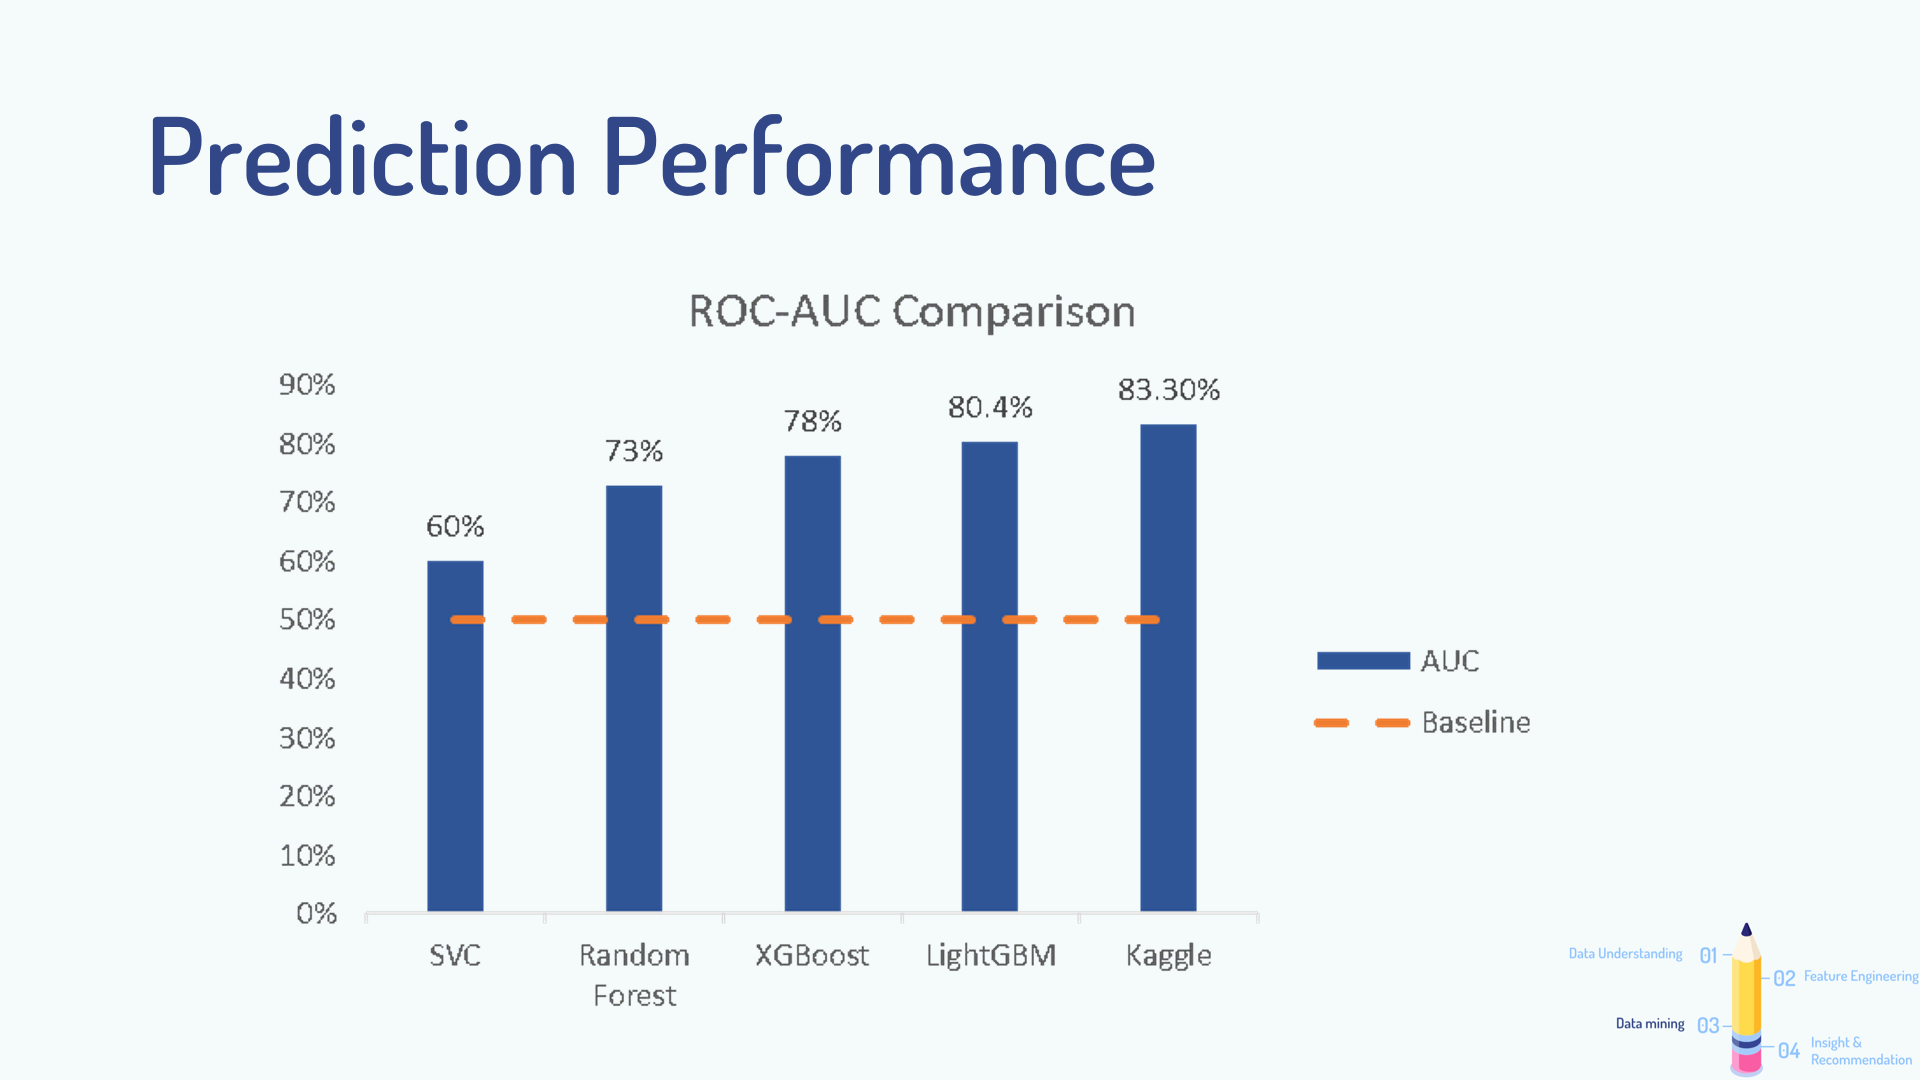 Prediction Performance
ROC-AUC Comparison
90%
80%
70%
60%
50%
40%
30%
20%
10%
0%
60%
73%
78%
80.4%
83.30%
SVC
Random
Forest
XGBoost
LightGBM
Kaggle
AUC
Baseline
Data Understanding 01
02 Feature Engineering
Data mining 03
04 Insight &
Recommendation